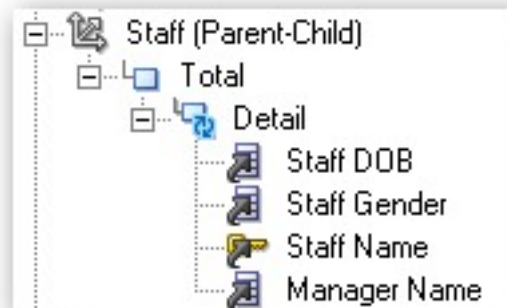 Staff (Parent-Child)
Total
Detail
Staff DOB
Staff Gender
Staff Name
Manager Name